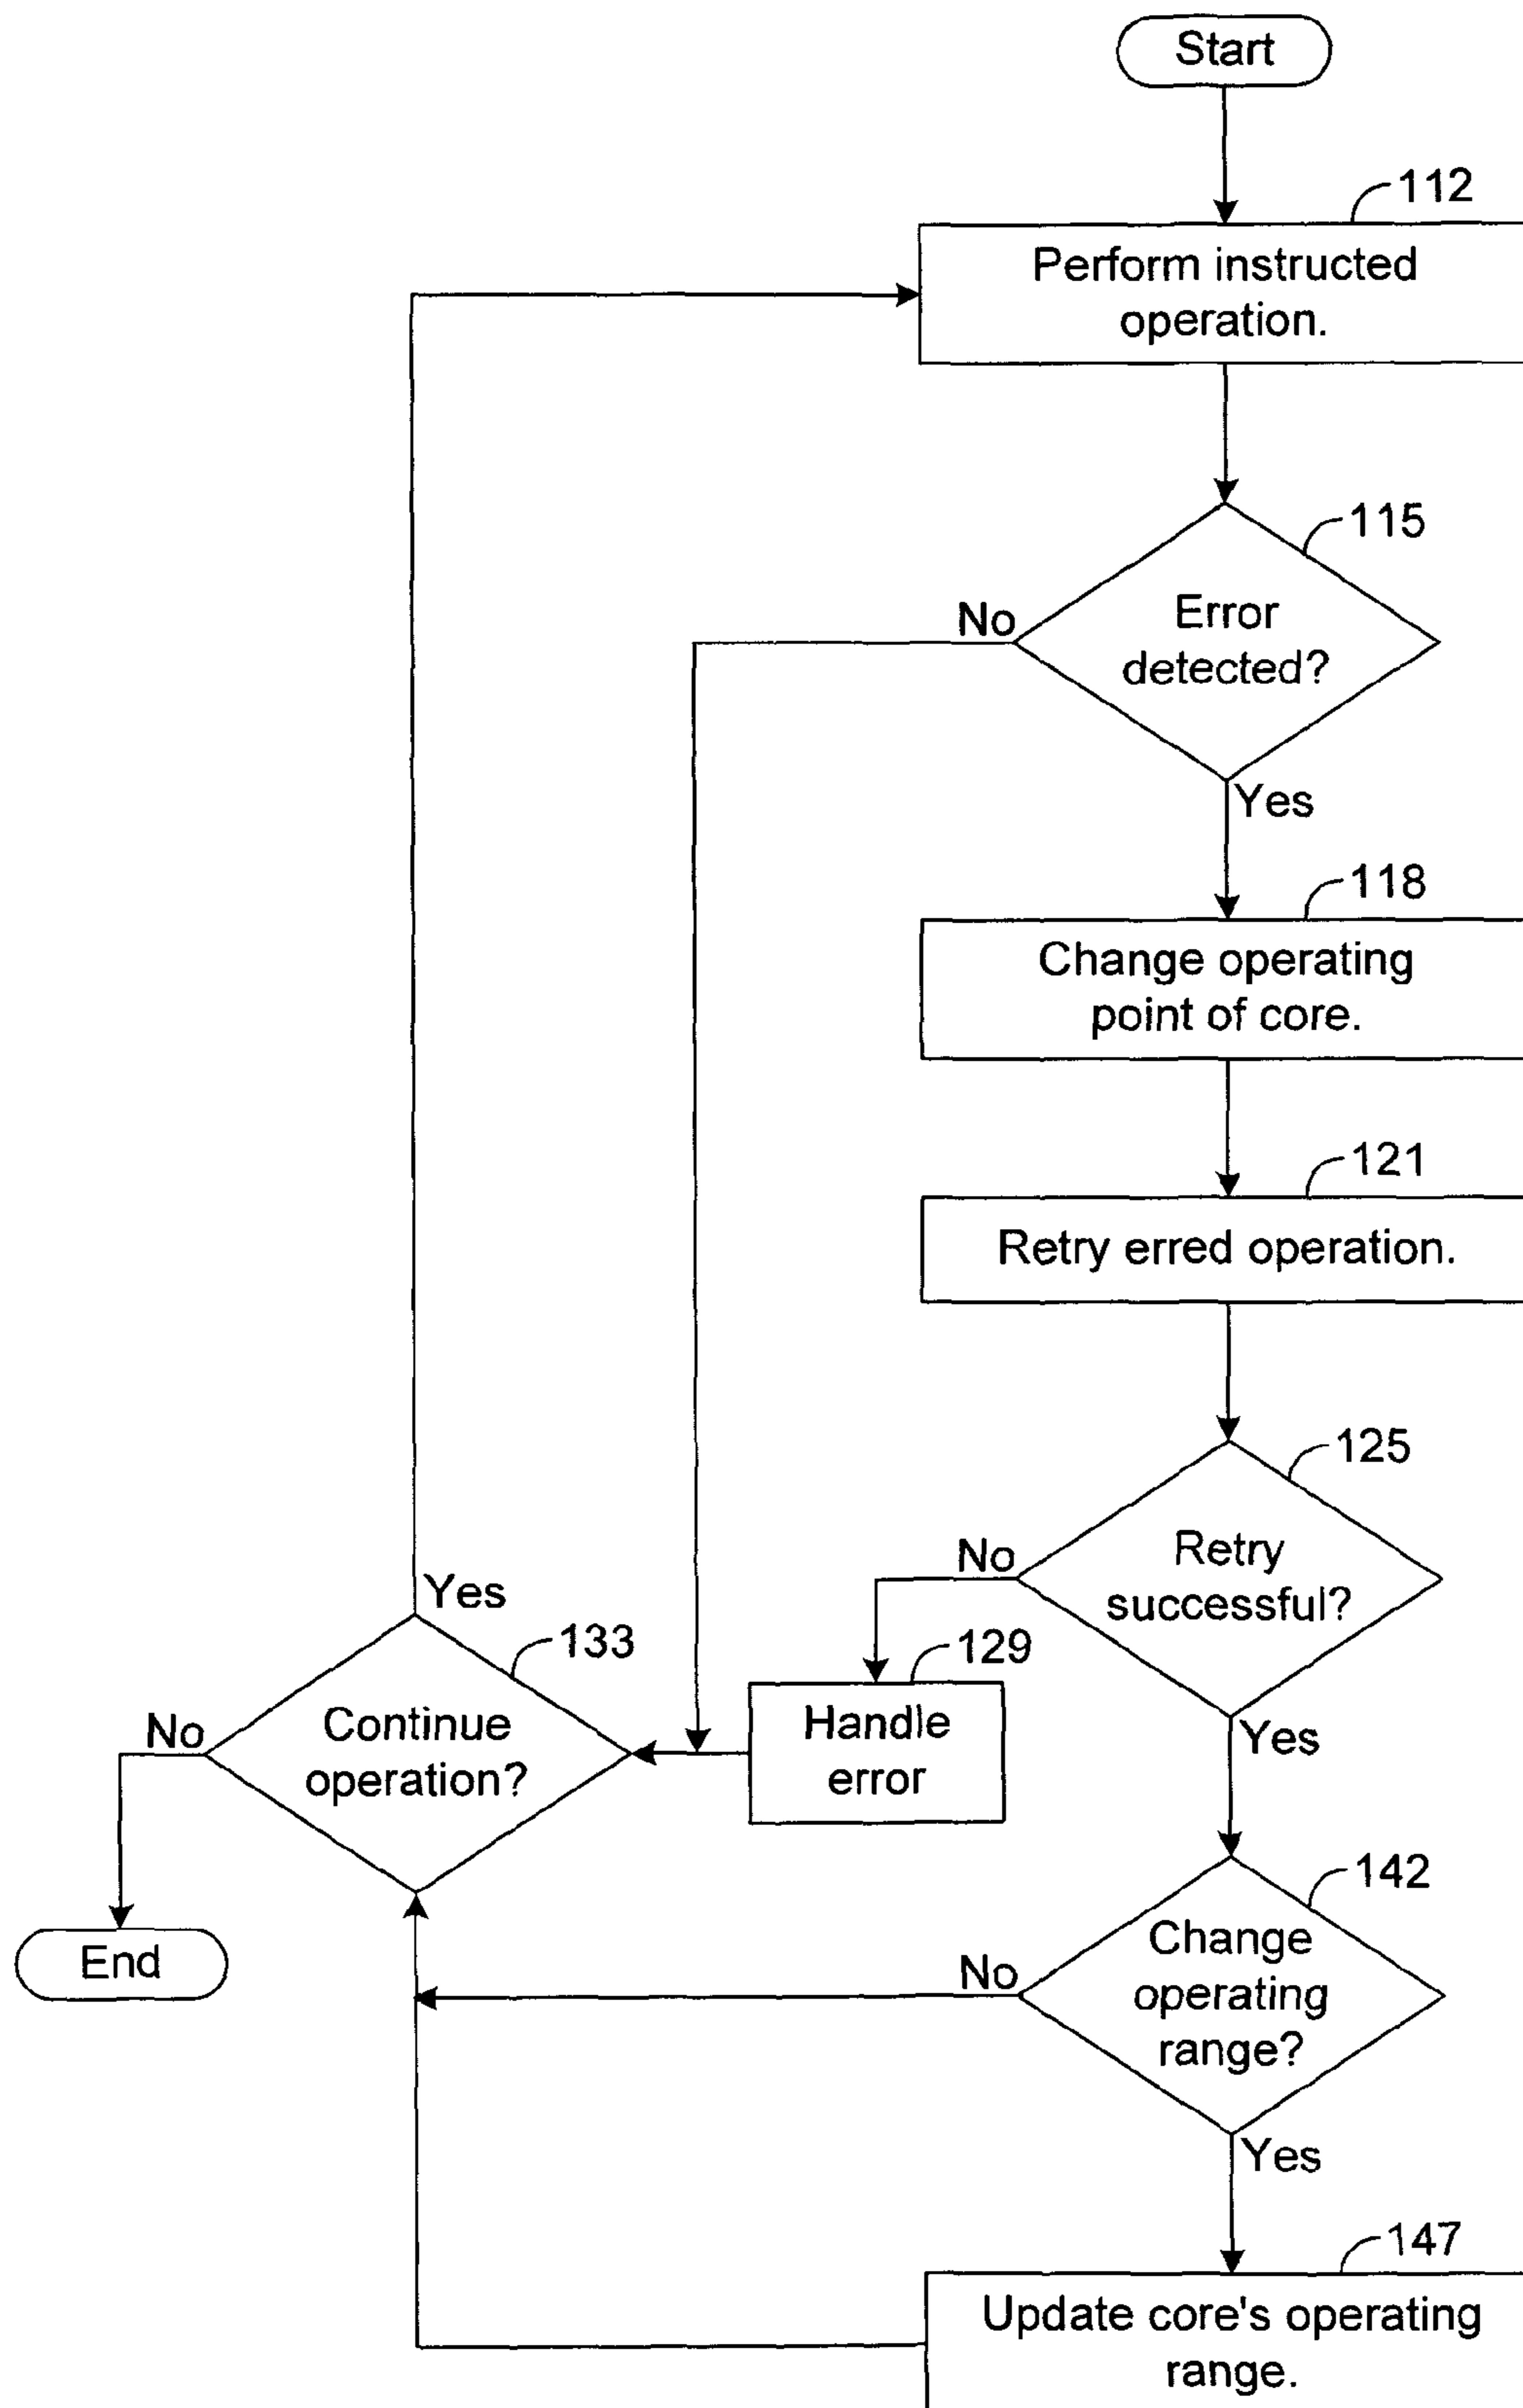 Start
112
Perform instructed
operation.
115
Error
detected?
No
Yes
118
Change operating
point of core.
121
Retry erred operation.
125
Retry
successful?
No
Yes
129
Handle
error
133
Continue
operation?
Yes
No
End
142
Change
operating
range?
No
Yes
147
Update core's operating
range.